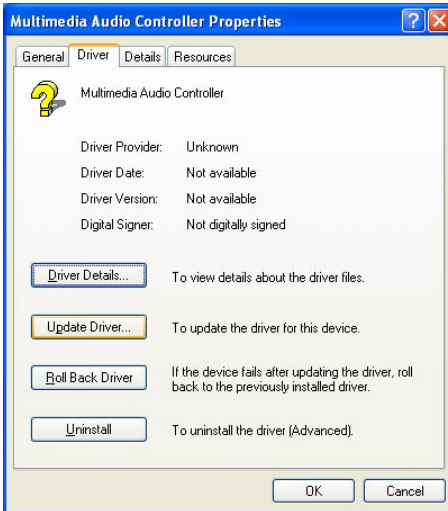 Multimedia Audio Controller Properties
General Driver Details Resources
Multimedia Audio Controller
Driver Provider: Unknown
Driver Date: Not available
Driver Version: Not available
Digital Signer: Not digitally signed
Driver Details... To view details about the driver files.
Update Driver... To update the driver for this device.
Roll Back Driver If the device fails after updating the driver, roll
back to the previously installed driver.
Uninstall To uninstall the driver (Advanced).
OK Cancel